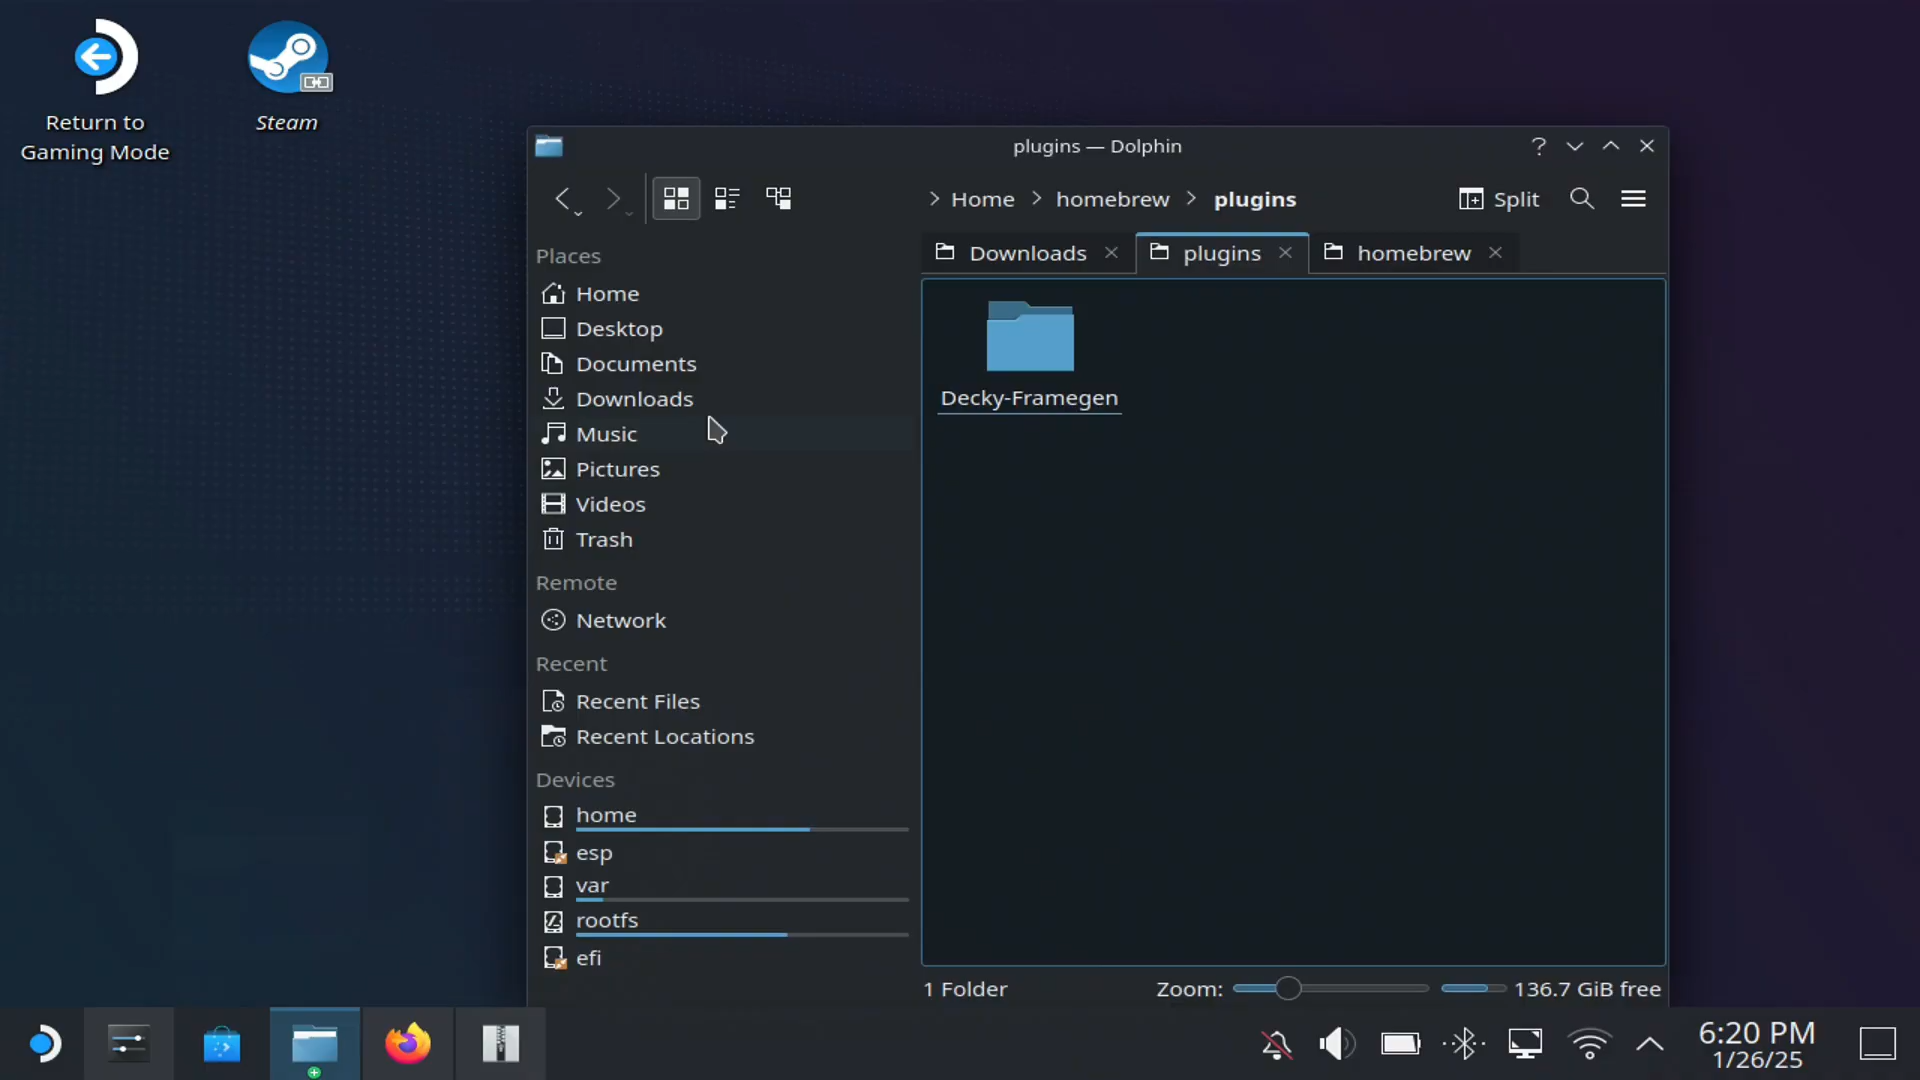 Return to
Gaming Mode
Steam
plugins — Dolphin
Home
homebrew
plugins
Split
Downloads
plugins
homebrew
Places
Home
Desktop
Documents
Downloads
Music
Pictures
Videos
Trash
Remote
Network
Recent
Recent Files
Recent Locations
Devices
home
esp
var
rootfs
efi
Decky-Framegen
1 Folder
Zoom:
136.7 GiB free
6:20 PM
1/26/25